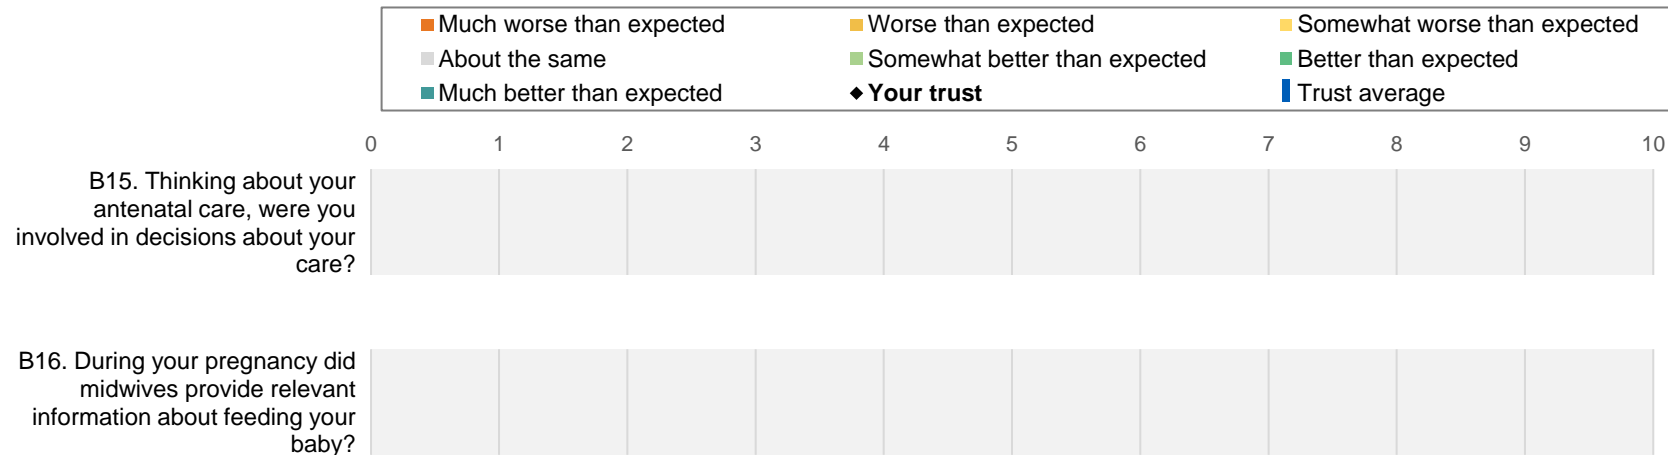 Much worse than expected Worse than expected Somewhat worse than expected
About the same Somewhat better than expected Better than expected
Much better than expected Your trust Trust average
0 1 2 3 4 5 6 7 8 9 10
B15. Thinking about your
antenatal care, were you
involved in decisions about your
care?
B16. During your pregnancy did
midwives provide relevant
information about feeding your
baby?